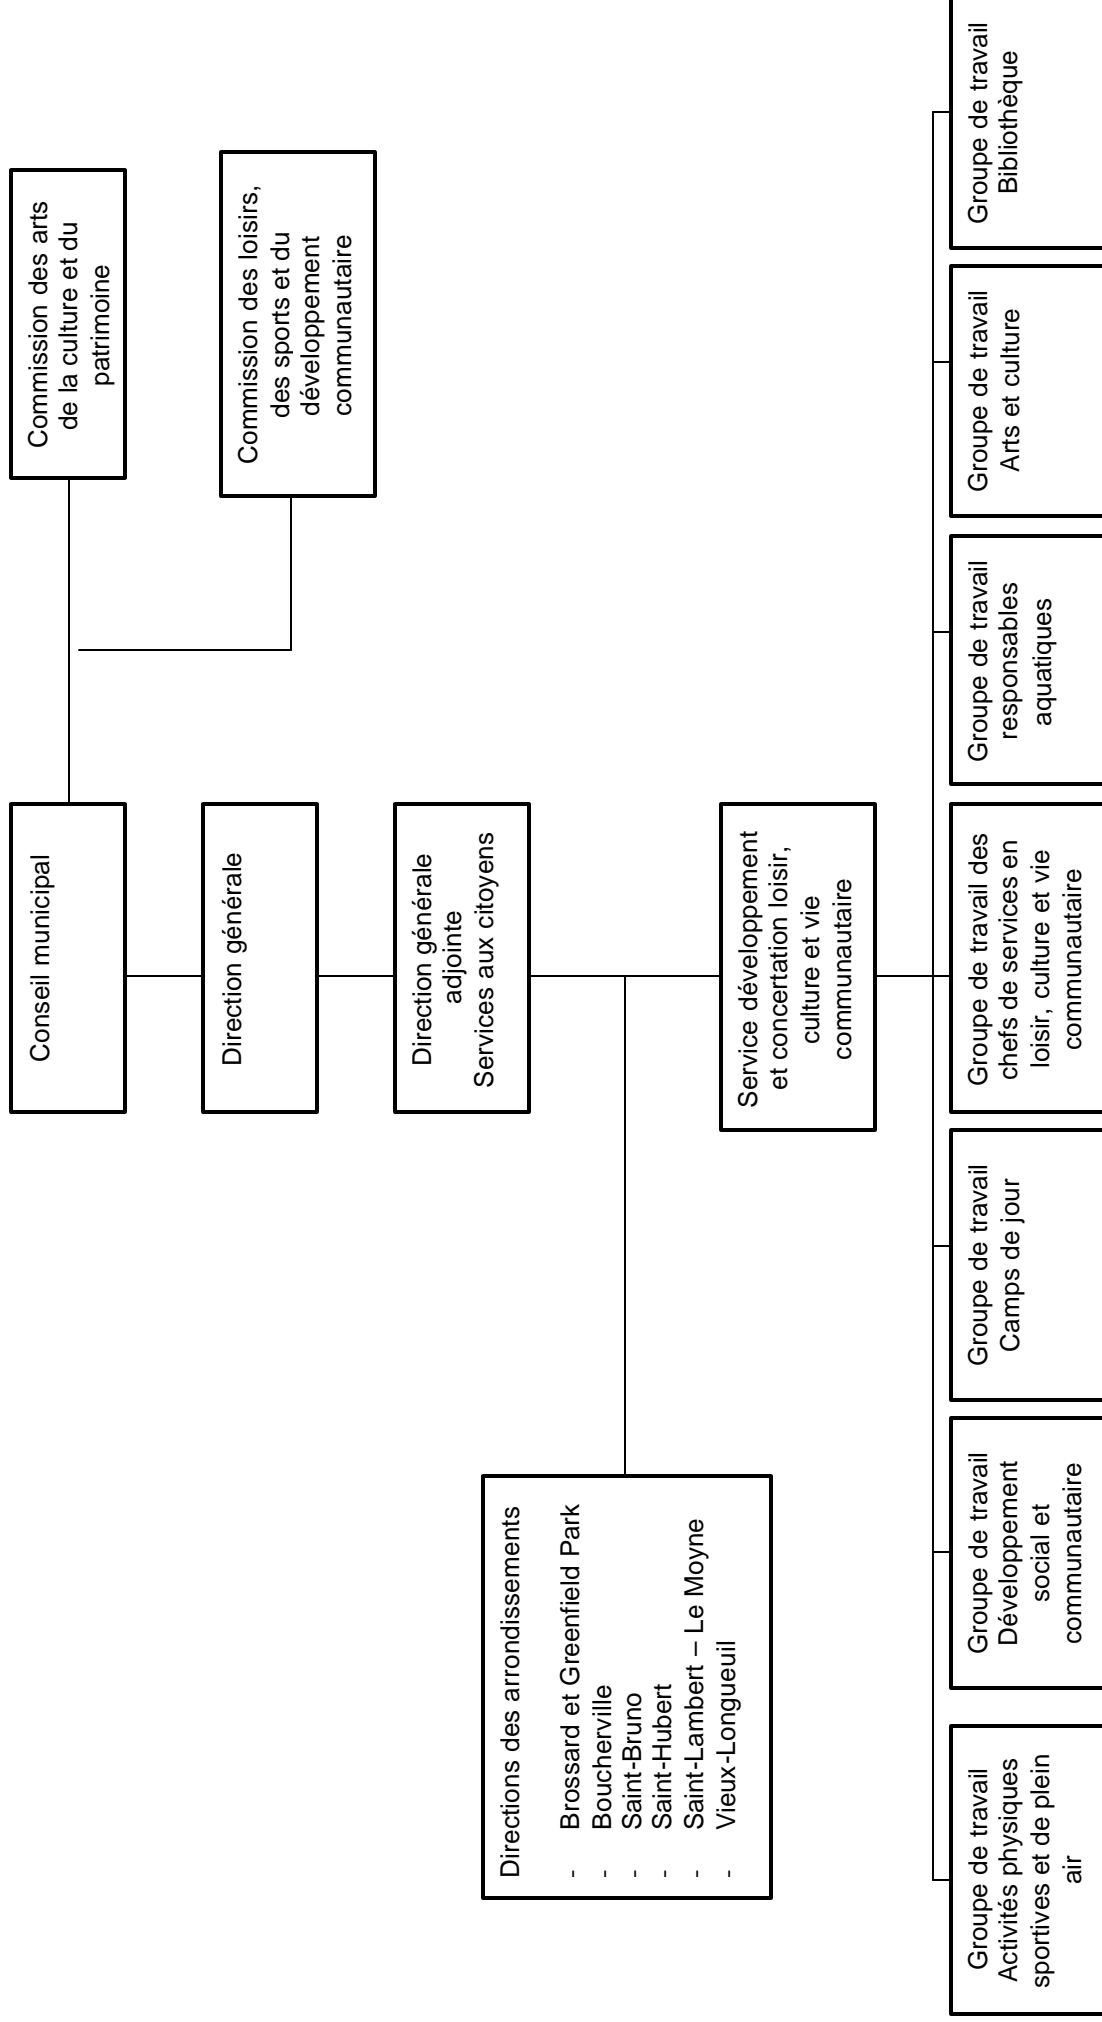 Conseil municipal
Commission des arts
de la culture et du
patrimoine
Commission des loisirs,
des sports et du
développement
communautaire
Direction générale
Direction générale
adjointe
Services aux citoyens
Directions des arrondissements
- Brossard et Greenfield Park
- Boucherville
- Saint-Bruno
- Saint-Hubert
- Saint-Lambert – Le Moyne
- Vieux-Longueuil
Service développement
et concertation loisir,
culture et vie
communautaire
Groupe de travail
Activités physiques
sportives et de plein
air
Groupe de travail
Développement
social et
communautaire
Groupe de travail
Camps de jour
Groupe de travail des
chefs de services en
loisir, culture et vie
communautaire
Groupe de travail
responsables
aquatiques
Groupe de travail
Arts et culture
Groupe de travail
Bibliothèque